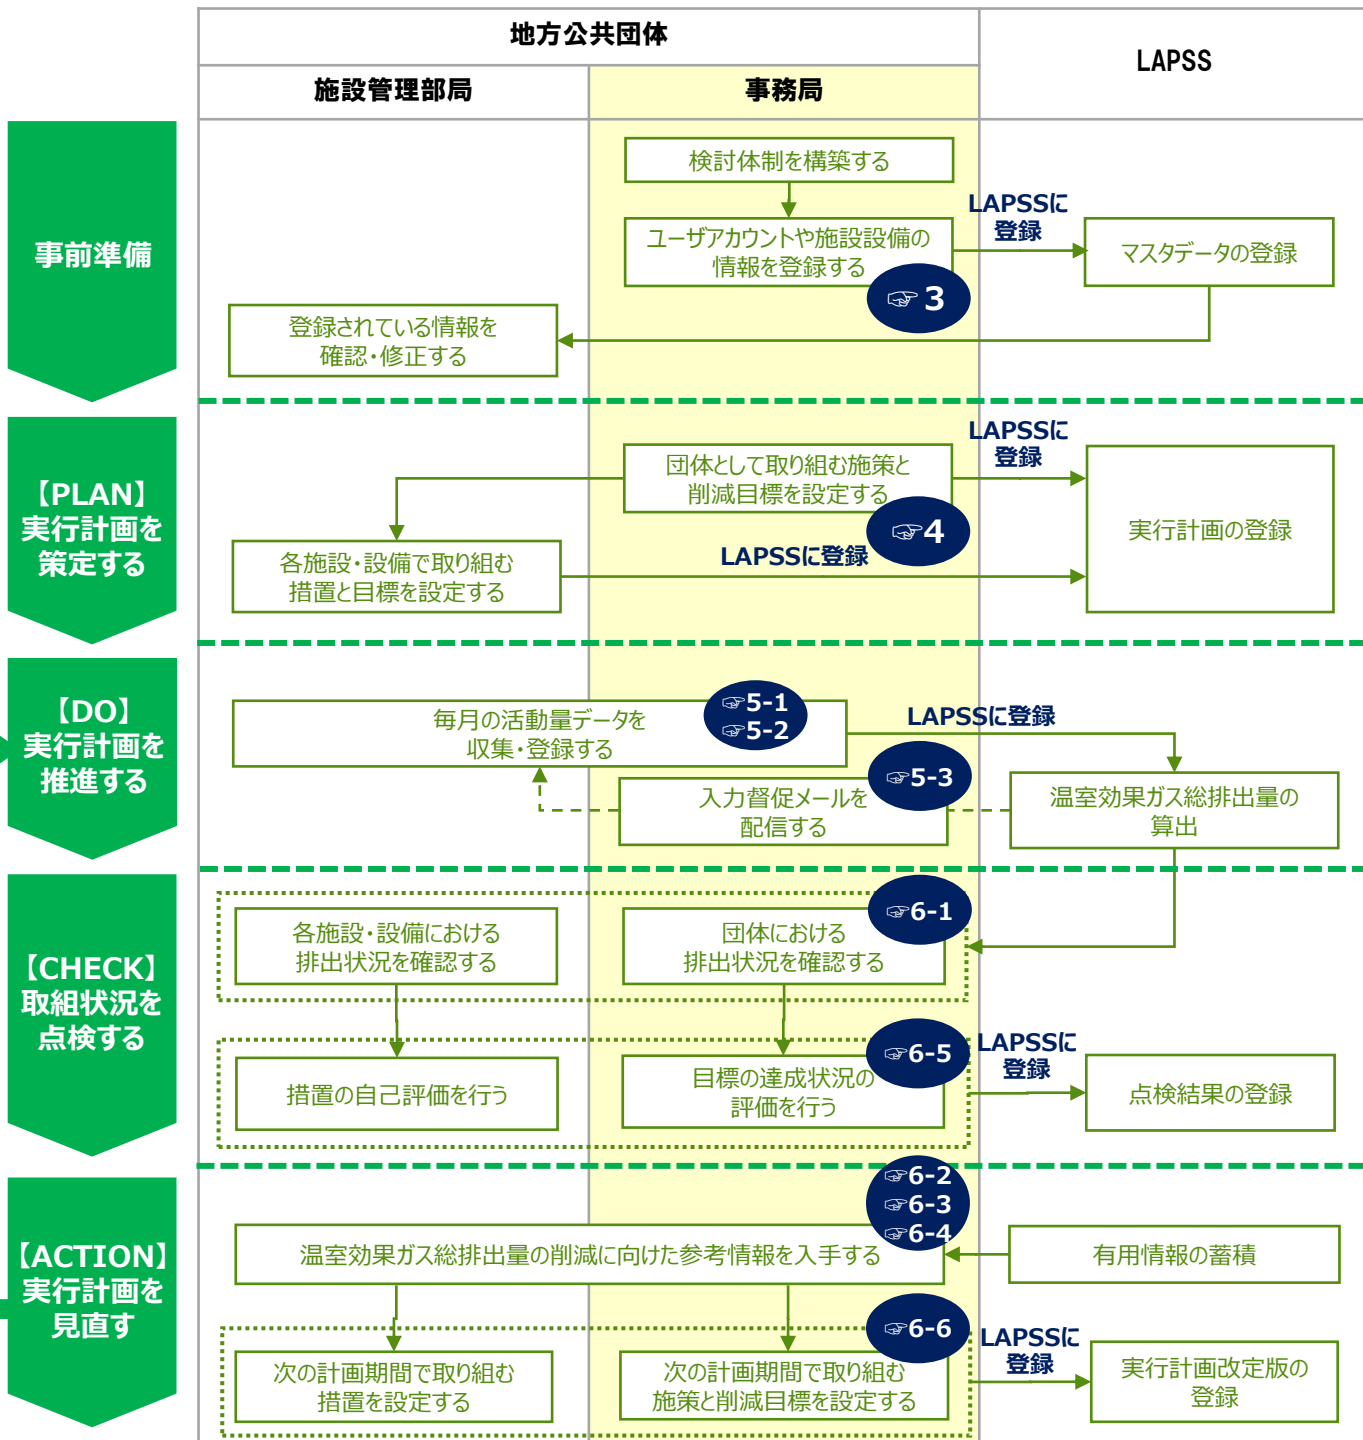 地方公共団体
LAPSS
施設管理部局
事務局
事前準備
検討体制を構築する
ユーザアカウントや施設設備の
情報を登録する
☞3
LAPSSに
登録
マスタデータの登録
登録されている情報を
確認・修正する
【PLAN】
実行計画を
策定する
団体として取り組む施策と
削減目標を設定する
☞4
LAPSSに
登録
実行計画の登録
各施設・設備で取り組む
措置と目標を設定する
LAPSSに登録
【DO】
実行計画を
推進する
毎月の活動量データを
収集・登録する
☞5-1
☞5-2
LAPSSに登録
入力督促メールを
配信する
☞5-3
温室効果ガス総排出量の
算出
【CHECK】
取組状況を
点検する
各施設・設備における
排出状況を確認する
団体における
排出状況を確認する
☞6-1
措置の自己評価を行う
目標の達成状況の
評価を行う
☞6-5
LAPSSに
登録
点検結果の登録
【ACTION】
実行計画を
見直す
☞6-2
☞6-3
☞6-4
温室効果ガス総排出量の削減に向けた参考情報を入手する
有用情報の蓄積
次の計画期間で取り組む
措置を設定する
次の計画期間で取り組む
施策と削減目標を設定する
☞6-6
LAPSSに
登録
実行計画改定版の
登録